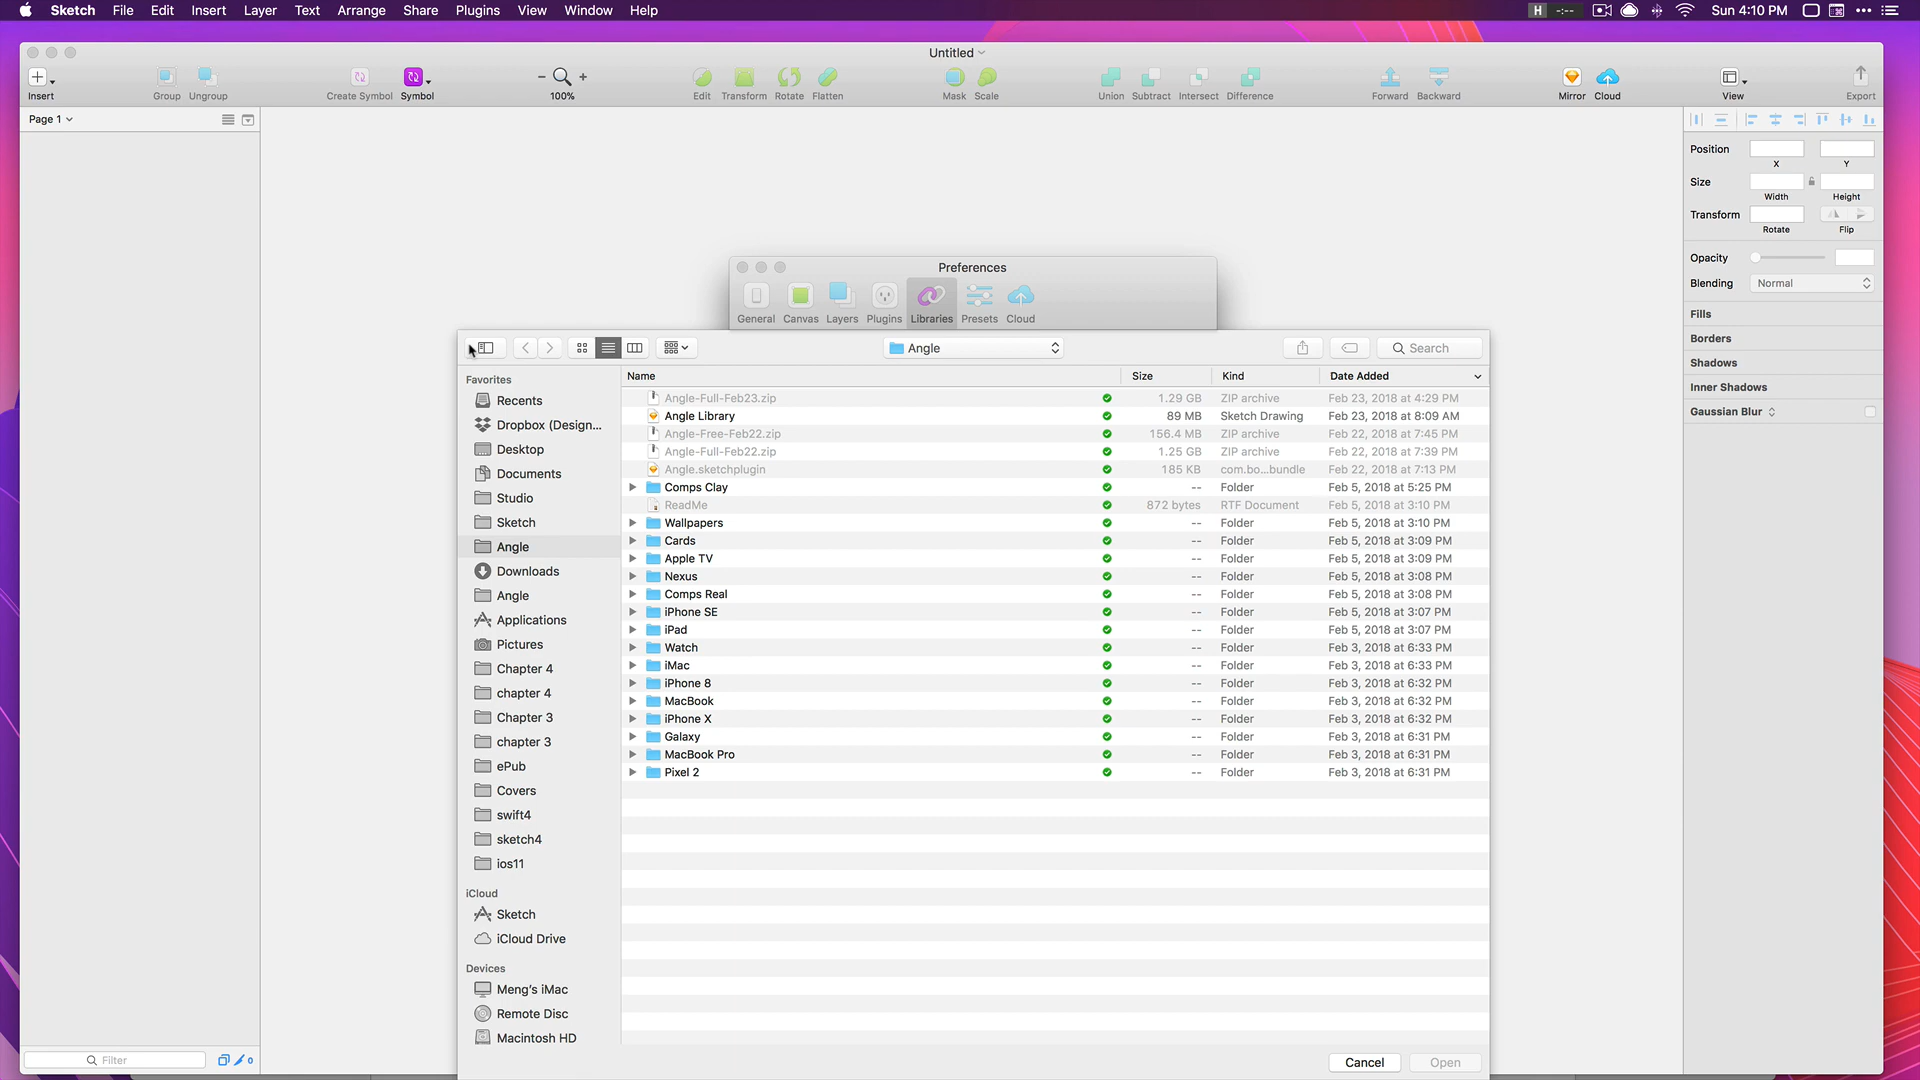 Sketch File Edit Insert Layer Text Arrange Share Plugins View Window Help
H -:-- Sun 4:10 PM
Untitled
Insert Group Ungroup Create Symbol Symbol 100% Edit Transform Rotate Flatten Mask Scale Union Subtract Intersect Difference Forward Backward Mirror Cloud View Export
Page 1
Position
X Y
Size
Width Height
Transform
Rotate Flip
Opacity
Blending Normal
Fills
Borders
Shadows
Inner Shadows
Gaussian Blur
Preferences
General Canvas Layers Plugins Libraries Presets Cloud
Angle
Search
Favorites
Recents
Dropbox (Design...
Desktop
Documents
Studio
Sketch
Angle
Downloads
Angle
Applications
Pictures
Chapter 4
chapter 4
Chapter 3
chapter 3
ePub
Covers
swift4
sketch4
ios11
iCloud
Sketch
iCloud Drive
Devices
Meng's iMac
Remote Disc
Macintosh HD
Name Size Kind Date Added
Angle-Full-Feb23.zip 1.29 GB ZIP archive Feb 23, 2018 at 4:29 PM
Angle Library 89 MB Sketch Drawing Feb 23, 2018 at 8:09 AM
Angle-Free-Feb22.zip 156.4 MB ZIP archive Feb 22, 2018 at 7:45 PM
Angle-Full-Feb22.zip 1.25 GB ZIP archive Feb 22, 2018 at 7:39 PM
Angle.sketchplugin 185 KB com.bo...bundle Feb 22, 2018 at 7:13 PM
Comps Clay -- Folder Feb 5, 2018 at 5:25 PM
ReadMe 872 bytes RTF Document Feb 5, 2018 at 3:10 PM
Wallpapers -- Folder Feb 5, 2018 at 3:10 PM
Cards -- Folder Feb 5, 2018 at 3:09 PM
Apple TV -- Folder Feb 5, 2018 at 3:09 PM
Nexus -- Folder Feb 5, 2018 at 3:08 PM
Comps Real -- Folder Feb 5, 2018 at 3:08 PM
iPhone SE -- Folder Feb 5, 2018 at 3:07 PM
iPad -- Folder Feb 5, 2018 at 3:07 PM
Watch -- Folder Feb 3, 2018 at 6:33 PM
iMac -- Folder Feb 3, 2018 at 6:33 PM
iPhone 8 -- Folder Feb 3, 2018 at 6:32 PM
MacBook -- Folder Feb 3, 2018 at 6:32 PM
iPhone X -- Folder Feb 3, 2018 at 6:32 PM
Galaxy -- Folder Feb 3, 2018 at 6:31 PM
MacBook Pro -- Folder Feb 3, 2018 at 6:31 PM
Pixel 2 -- Folder Feb 3, 2018 at 6:31 PM
Filter 0
Cancel Open